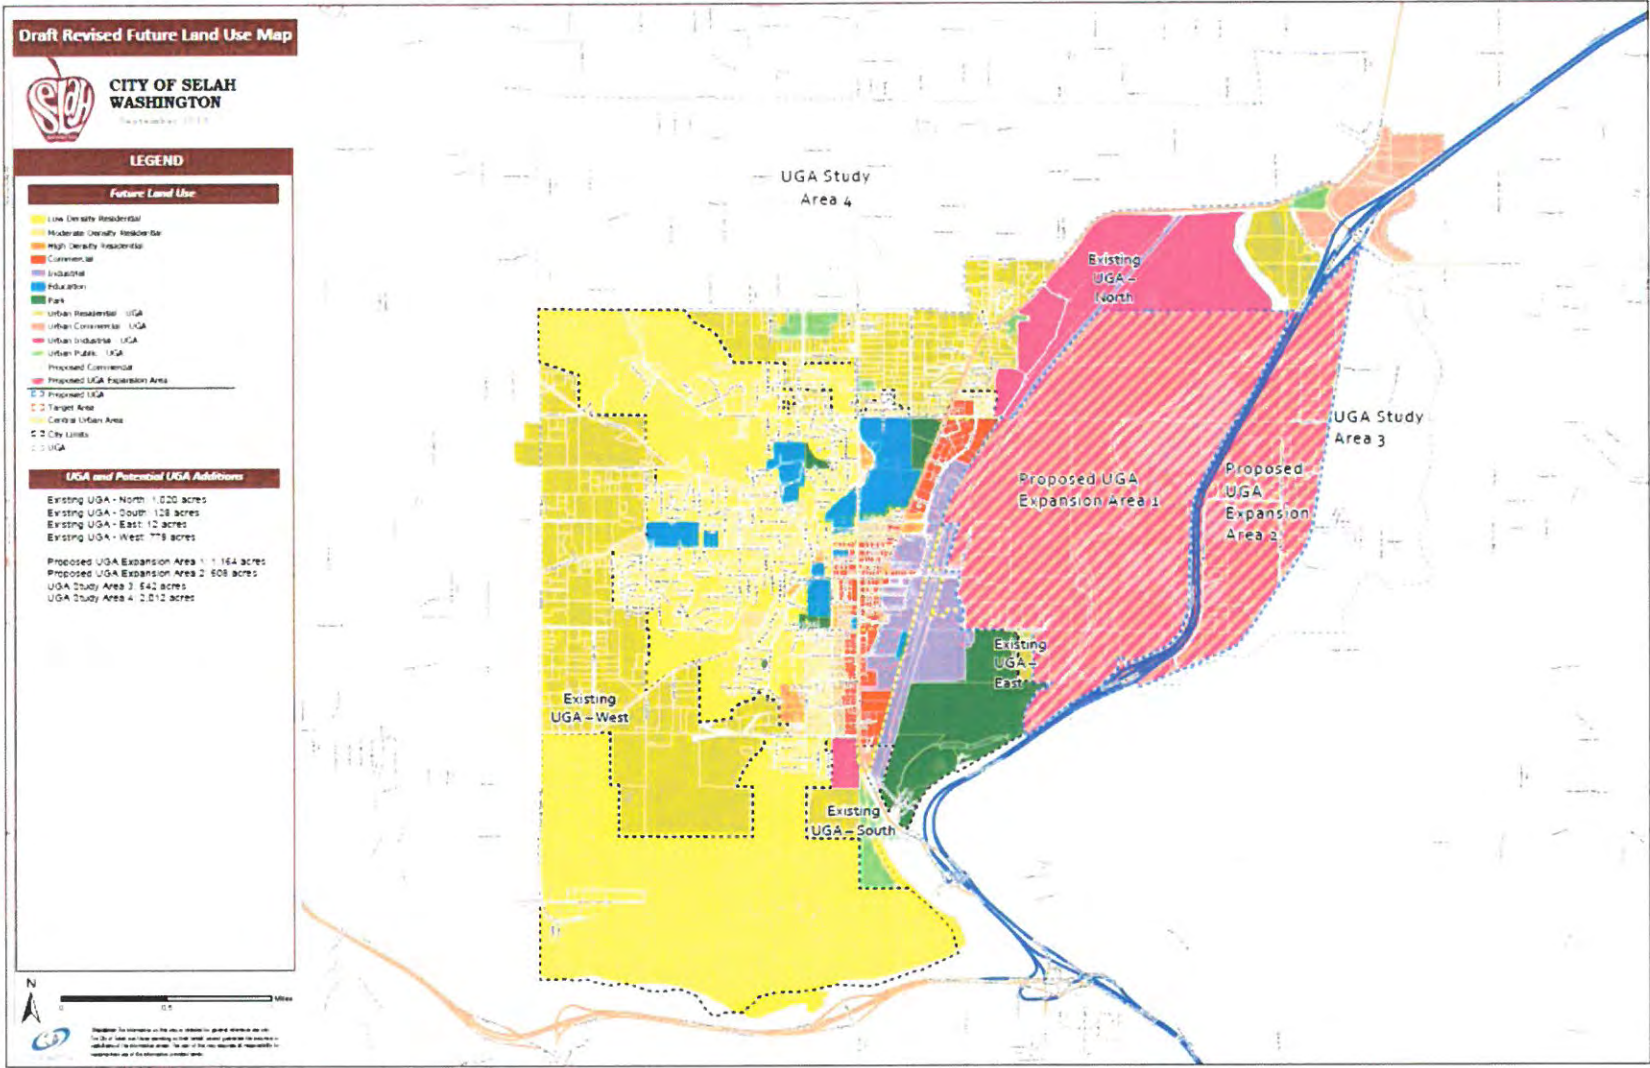 Draft Revised Future Land Use Map
Selah
CITY OF SELAH
WASHINGTON
September
LEGEND
Future Land Use
Low Density Residential
Moderate Density Residential
High Density Residential
Commercial
Industrial
Education
Park
Urban Residential UGA
Urban Commercial UGA
Urban Industrial UGA
Urban Public UGA
Proposed Commercial
Proposed UGA Expansion Area
Proposed UGA
Target Area
Central Urban Area
City Limits
UGA
UGA and Potential UGA Additions
Existing UGA - North: 1,020 acres
Existing UGA - South: 128 acres
Existing UGA - East: 12 acres
Existing UGA - West: 778 acres
Proposed UGA Expansion Area 1: 1,164 acres
Proposed UGA Expansion Area 2: 608 acres
UGA Study Area 3: 642 acres
UGA Study Area 4: 2,012 acres
N
0
0.5
Miles
UGA Study
Area 4
Existing
UGA –
North
UGA Study
Area 3
Proposed UGA
Expansion Area 1
Proposed
UGA
Expansion
Area 2
Existing
UGA –
East
Existing
UGA – West
Existing
UGA – South